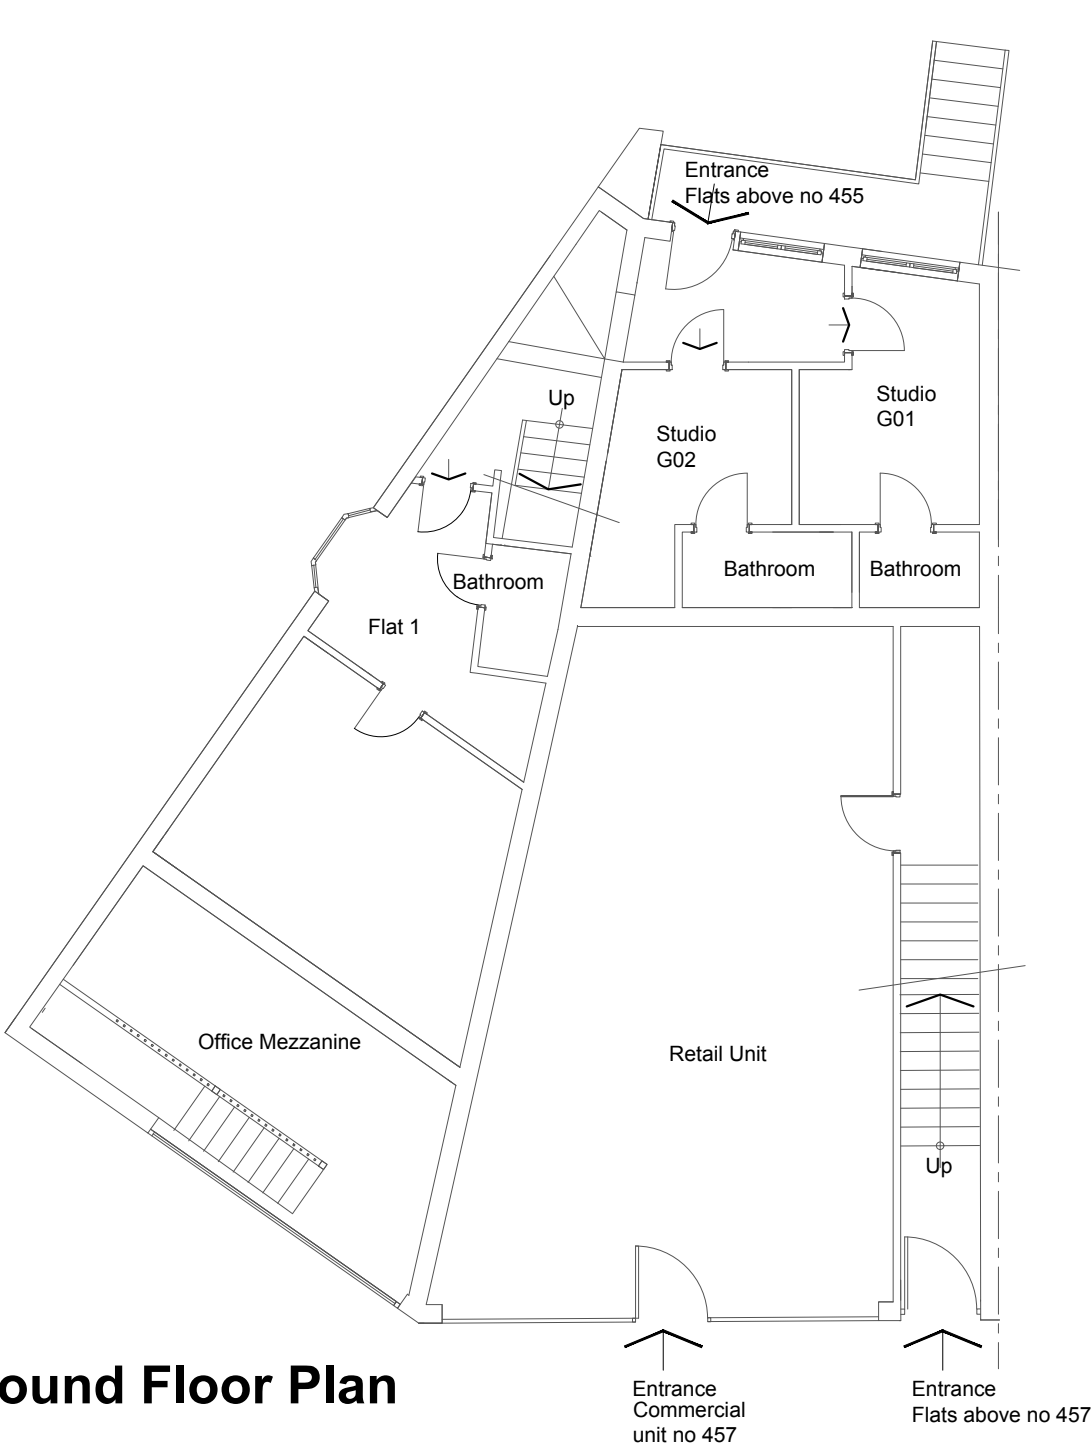 Entrance
Flats above no 455
Up
Studio
G01
Studio
G02
Bathroom
Bathroom
Bathroom
Flat 1
Office Mezzanine
Retail Unit
Up
ound Floor Plan
Entrance
Commercial
unit no 457
Entrance
Flats above no 457